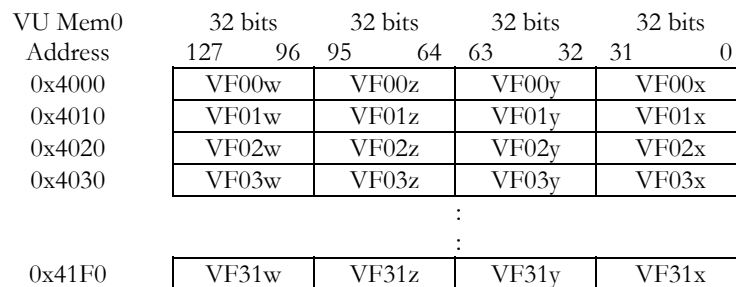 VU Mem0 32 bits 32 bits 32 bits 32 bits
Address 127 96 95 64 63 32 31 0
0x4000 VF00w VF00z VF00y VF00x
0x4010 VF01w VF01z VF01y VF01x
0x4020 VF02w VF02z VF02y VF02x
0x4030 VF03w VF03z VF03y VF03x
:
:
0x41F0 VF31w VF31z VF31y VF31x